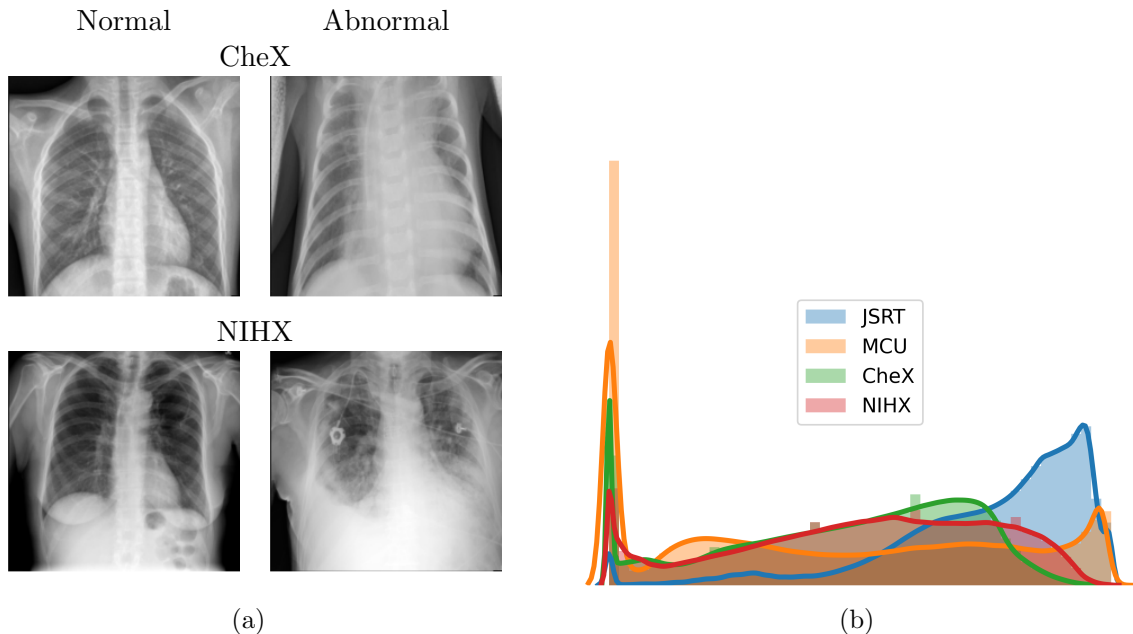 Normal Abnormal
CheX
NIHX
JSRT
MCU
CheX
NIHX
(a) (b)